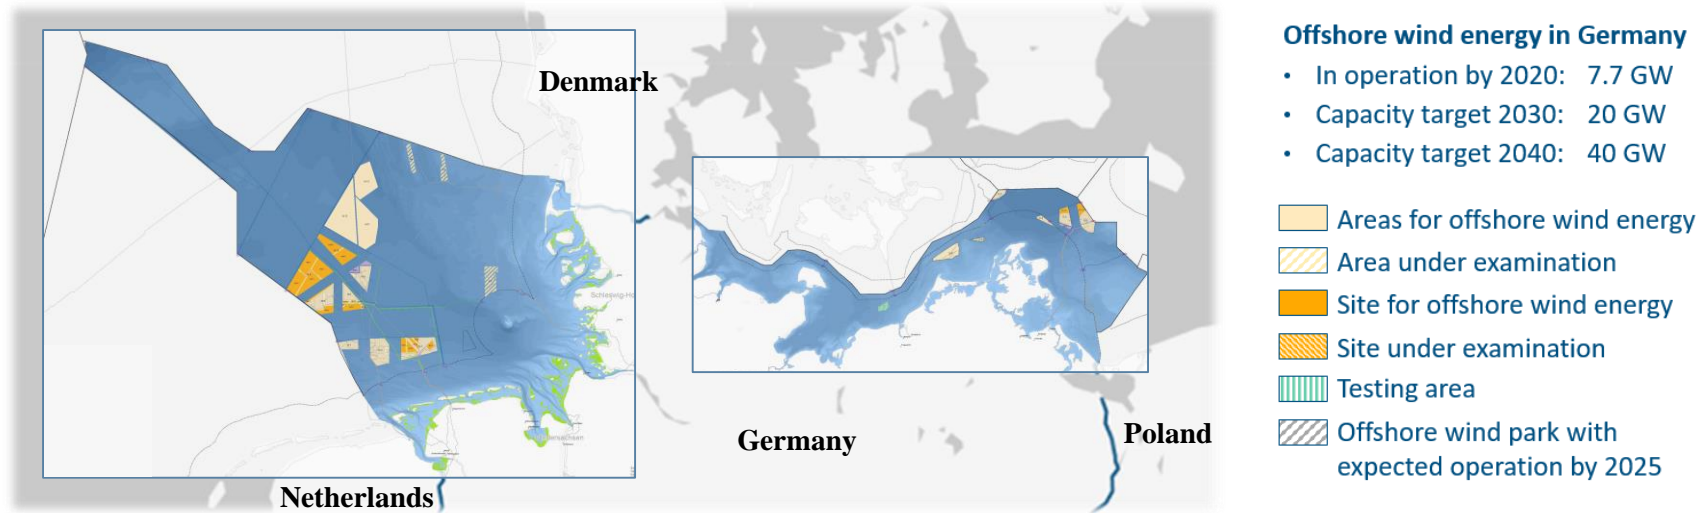 Denmark
Germany
Poland
Netherlands
Offshore wind energy in Germany
• In operation by 2020: 7.7 GW
• Capacity target 2030: 20 GW
• Capacity target 2040: 40 GW
Areas for offshore wind energy
Area under examination
Site for offshore wind energy
Site under examination
Testing area
Offshore wind park with
expected operation by 2025